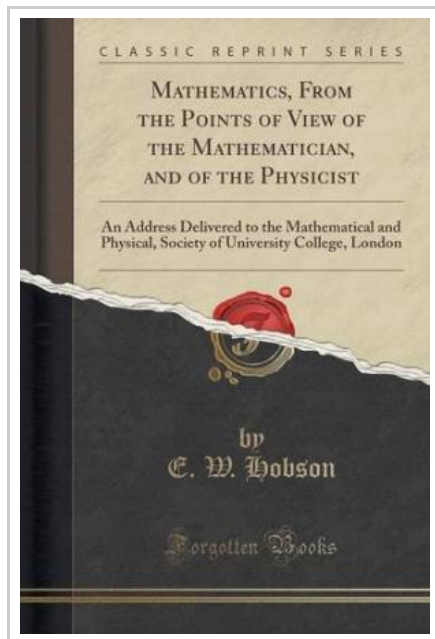 CLASSIC REPRINT SERIES
MATHEMATICS, FROM
THE POINTS OF VIEW OF
THE MATHEMATICIAN,
AND OF THE PHYSICIST
An Address Delivered to the Mathematical and
Physical, Society of University College, London
by
E. W. Hobson
Forgotten Books